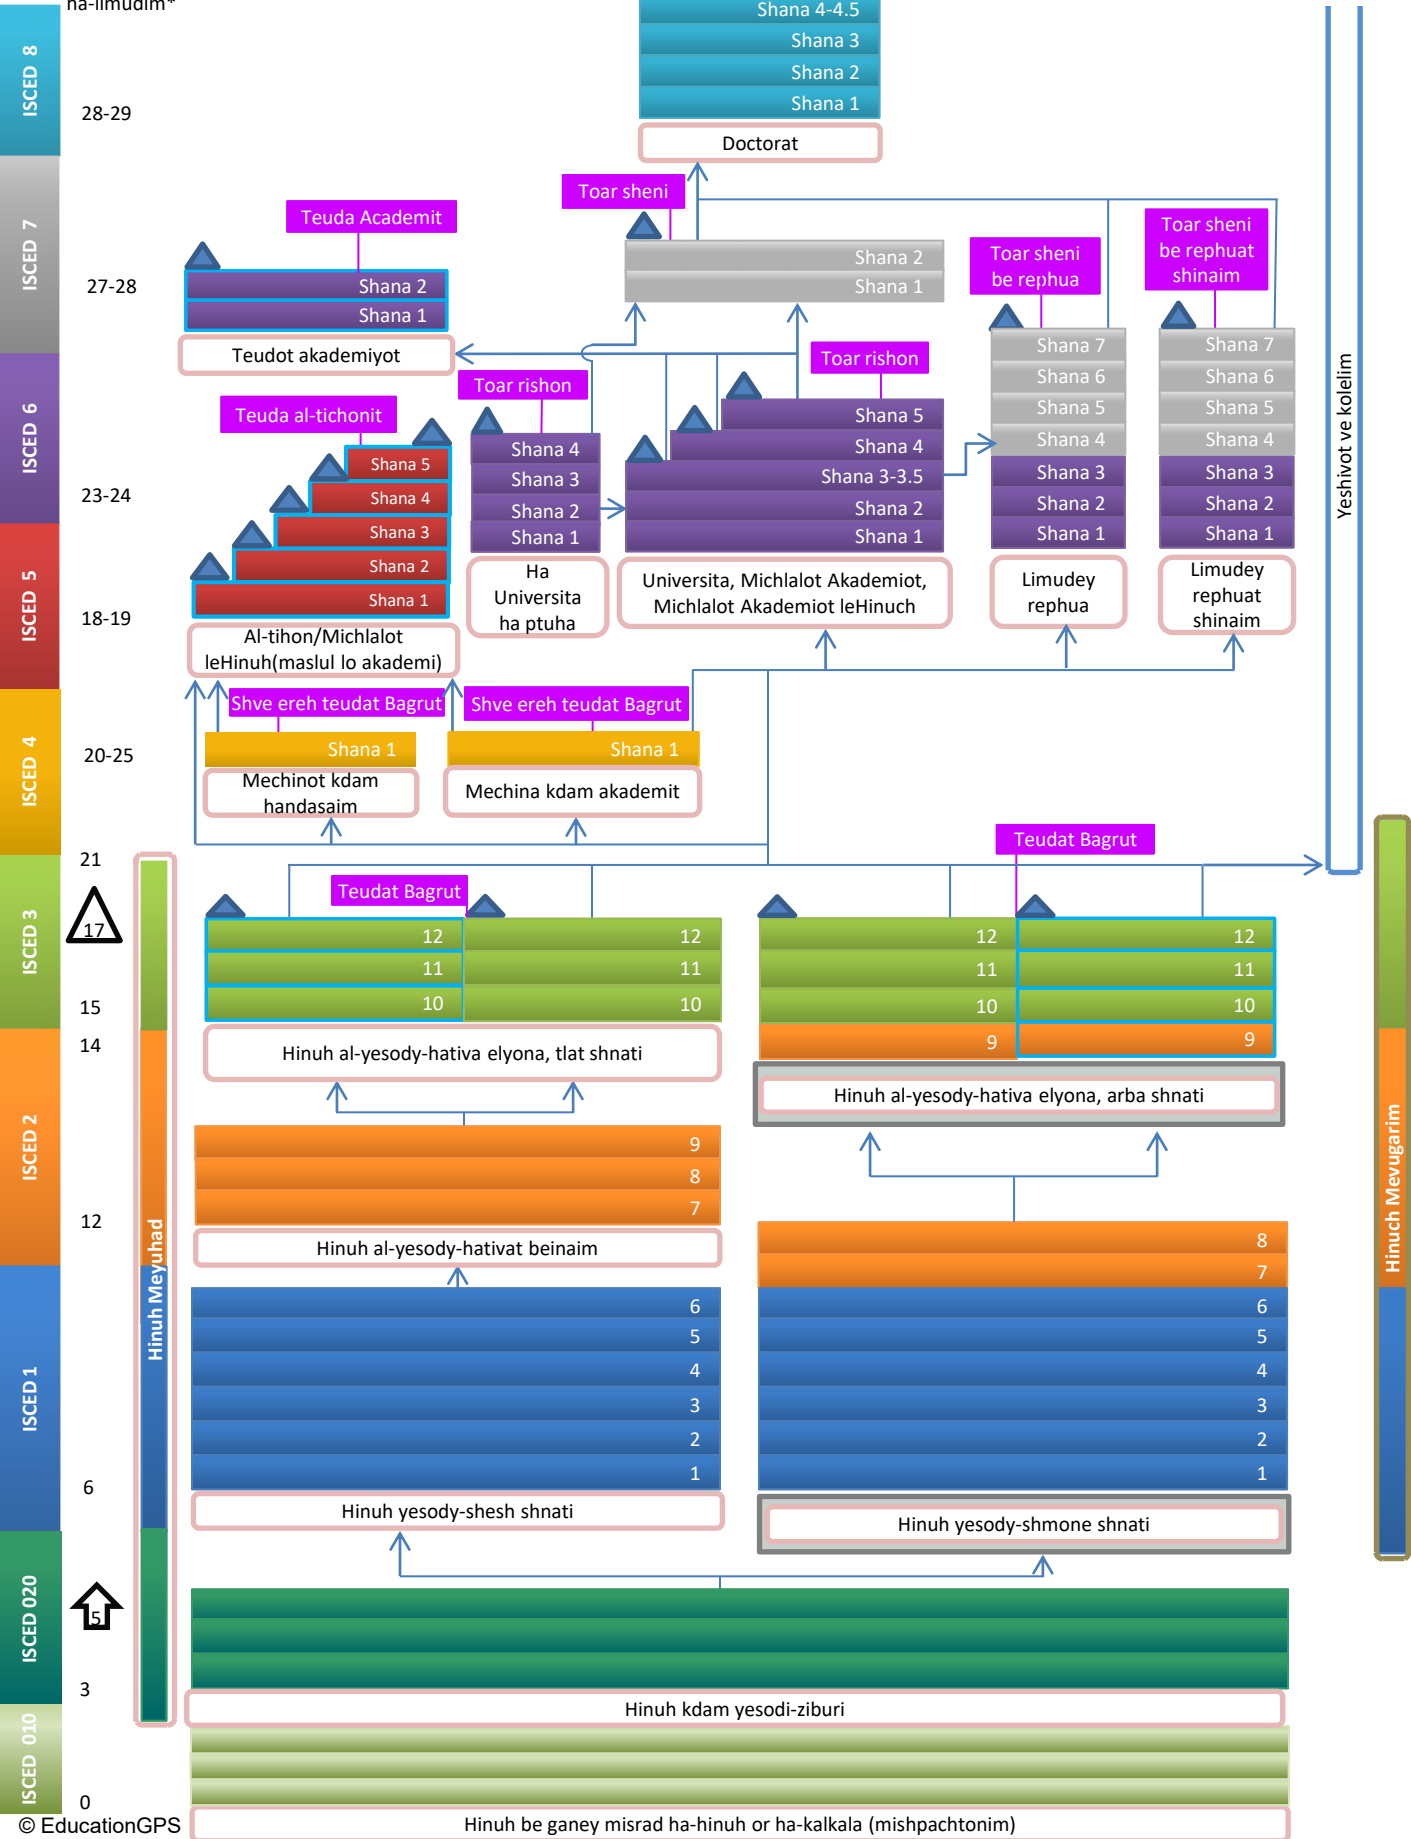 ha-limudim*
Shana 4-4.5
Shana 3
Shana 2
Shana 1
Doctorat
ISCED 8
28-29
Toar sheni
Teuda Academit
Toar sheni
be rephua
Toar sheni
be rephuat
shinaim
ISCED 7
27-28
Shana 2
Shana 1
Teudot akademiyot
Shana 2
Shana 1
Toar rishon
Toar rishon
Teuda al-tichonit
ISCED 6
23-24
Shana 5
Shana 4
Shana 3
Shana 2
Shana 1
Al-tihon/Michlalot
leHinuh(maslul lo akademi)
Shana 4
Shana 3
Shana 2
Shana 1
Ha
Universita
ha ptuha
Shana 5
Shana 4
Shana 3-3.5
Shana 2
Shana 1
Universita, Michlalot Akademiot,
Michlalot Akademiot leHinuch
Shana 7
Shana 6
Shana 5
Shana 4
Shana 3
Shana 2
Shana 1
Limudey
rephua
Shana 7
Shana 6
Shana 5
Shana 4
Shana 3
Shana 2
Shana 1
Limudey
rephuat
shinaim
Yeshivot ve kolelim
ISCED 5
18-19
Shve ereh teudat Bagrut
Shve ereh teudat Bagrut
ISCED 4
20-25
Shana 1
Mechinot kdam
handasaim
Shana 1
Mechina kdam akademit
Teudat Bagrut
Teudat Bagrut
ISCED 3
21
17
15
12
11
10
12
11
10
Hinuh al-yesody-hativa elyona, tlat shnati
12
11
10
9
12
11
10
9
Hinuh al-yesody-hativa elyona, arba shnati
ISCED 2
14
12
9
8
7
Hinuh al-yesody-hativat beinaim
Hinuh Meyuhad
Hinuch Mevugarim
ISCED 1
6
6
5
4
3
2
1
Hinuh yesody-shesh shnati
8
7
6
5
4
3
2
1
Hinuh yesody-shmone shnati
ISCED 020
5
3
Hinuh kdam yesodi-ziburi
ISCED 010
0
Hinuh be ganey misrad ha-hinuh or ha-kalkala (mishpachtonim)
© EducationGPS